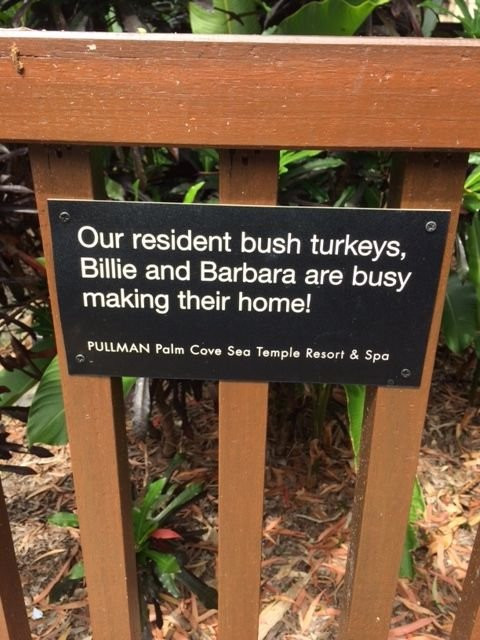 Our resident bush turkeys,
Billie and Barbara are busy
making their home!
PULLMAN Palm Cove Sea Temple Resort & Spa